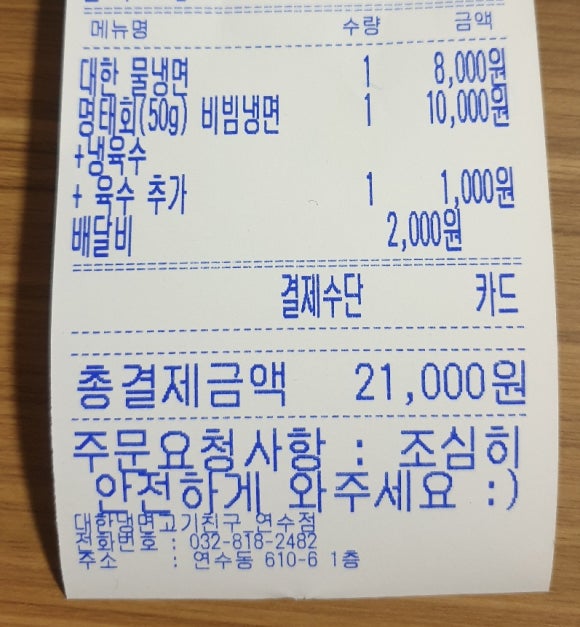 메뉴명 수량 금액
대한 물냉면 1 8,000원
명태회(50g) 비빔냉면 1 10,000원
+냉육수
+ 육수 추가 1 1,000원
배달비 2,000원
결제수단 카드
총결제금액 21,000원
주문요청사항 : 조심히
안전하게 와주세요 :)
대한냉면고기친구 연수점
전화번호 : 032-818-2482
주소 : 연수동 610-6 1층